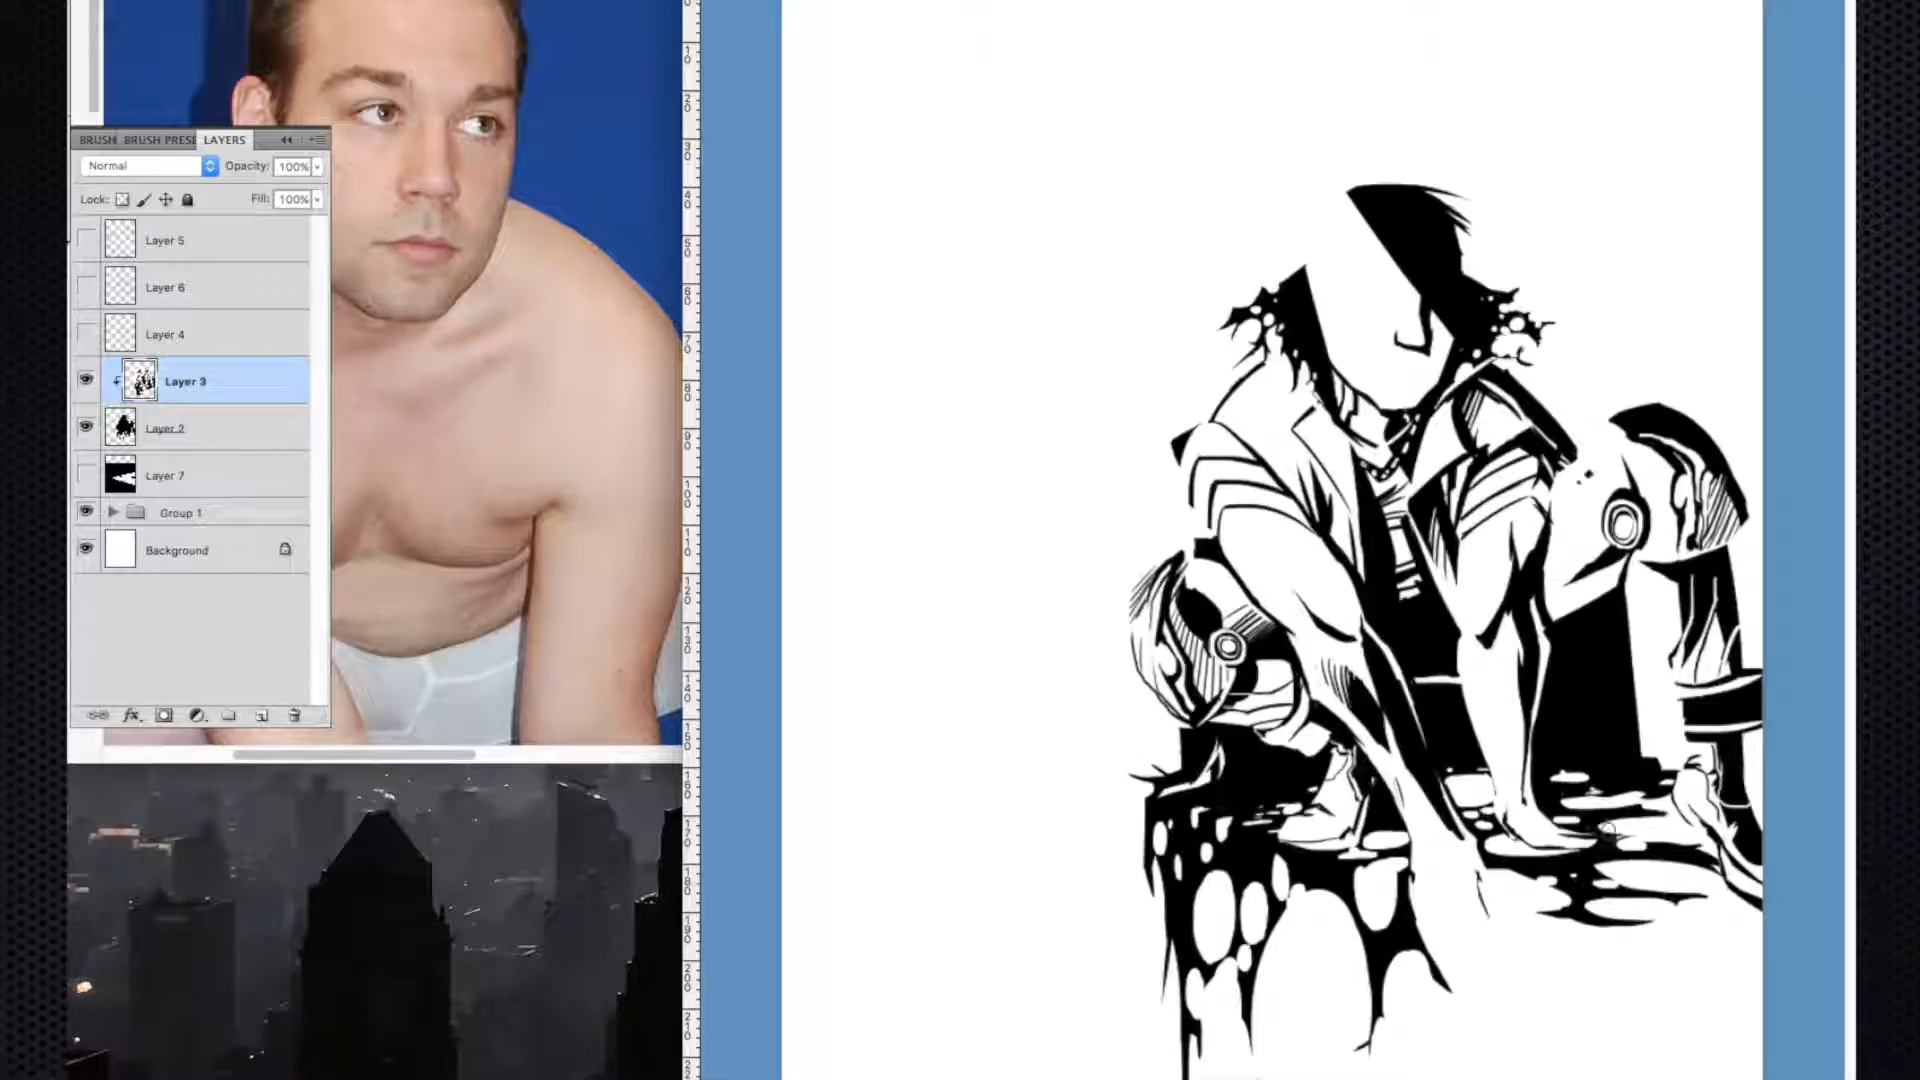 BRUSH BRUSH PRESE LAYERS
Normal Opacity: 100%
Lock: Fill: 100%
Layer 5
Layer 6
Layer 4
Layer 3
Layer 2
Layer 7
Group 1
Background
fx